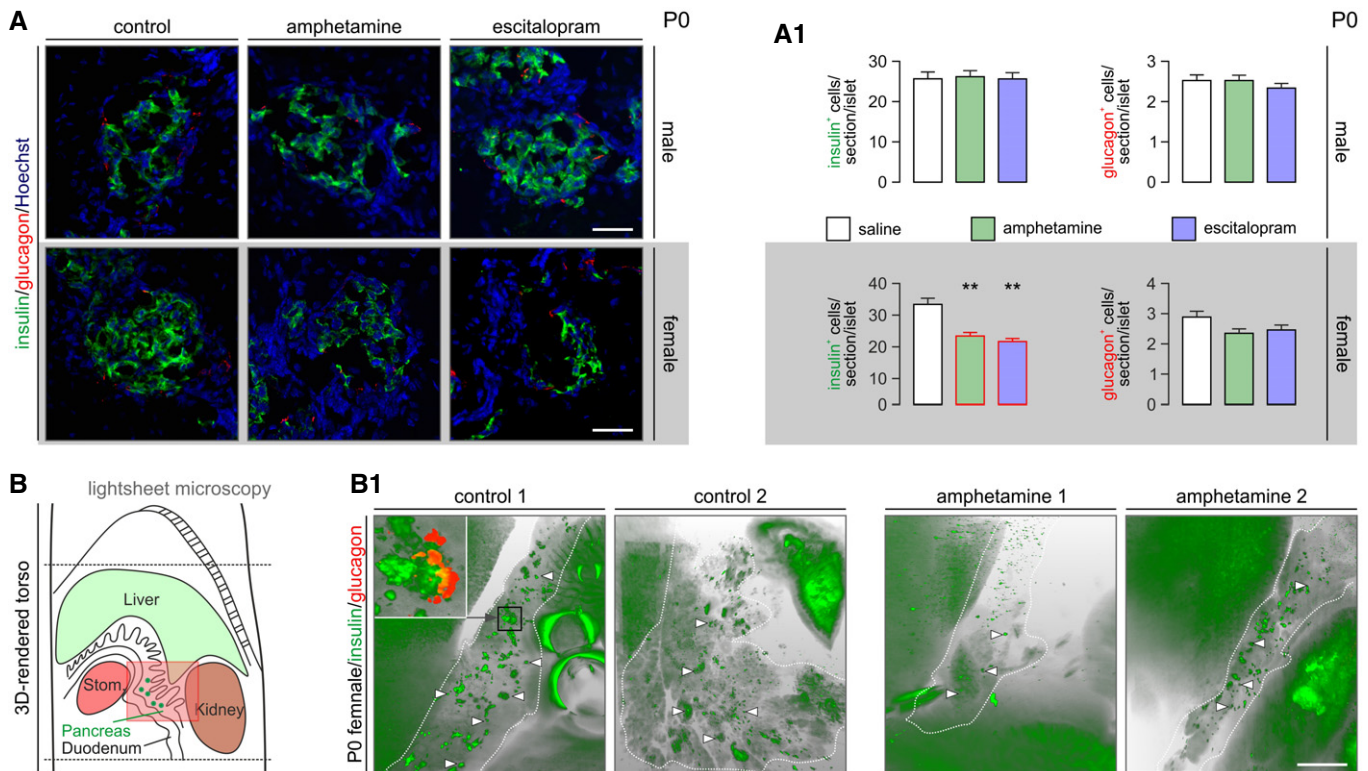 A
control
amphetamine
escitalopram
P0
insulin/glucagon/Hoechst
male
female
A1
P0
insulin+ cells/
section/islet
30
20
10
0
glucagon+ cells/
section/islet
3
2
1
0
male
saline
amphetamine
escitalopram
insulin+ cells/
section/islet
40
30
20
10
0
** **
glucagon+ cells/
section/islet
4
3
2
1
0
female
B
lightsheet microscopy
3D-rendered torso
Liver
Stom.
Kidney
Pancreas
Duodenum
B1
control 1
control 2
amphetamine 1
amphetamine 2
P0 femnale/insulin/glucagon